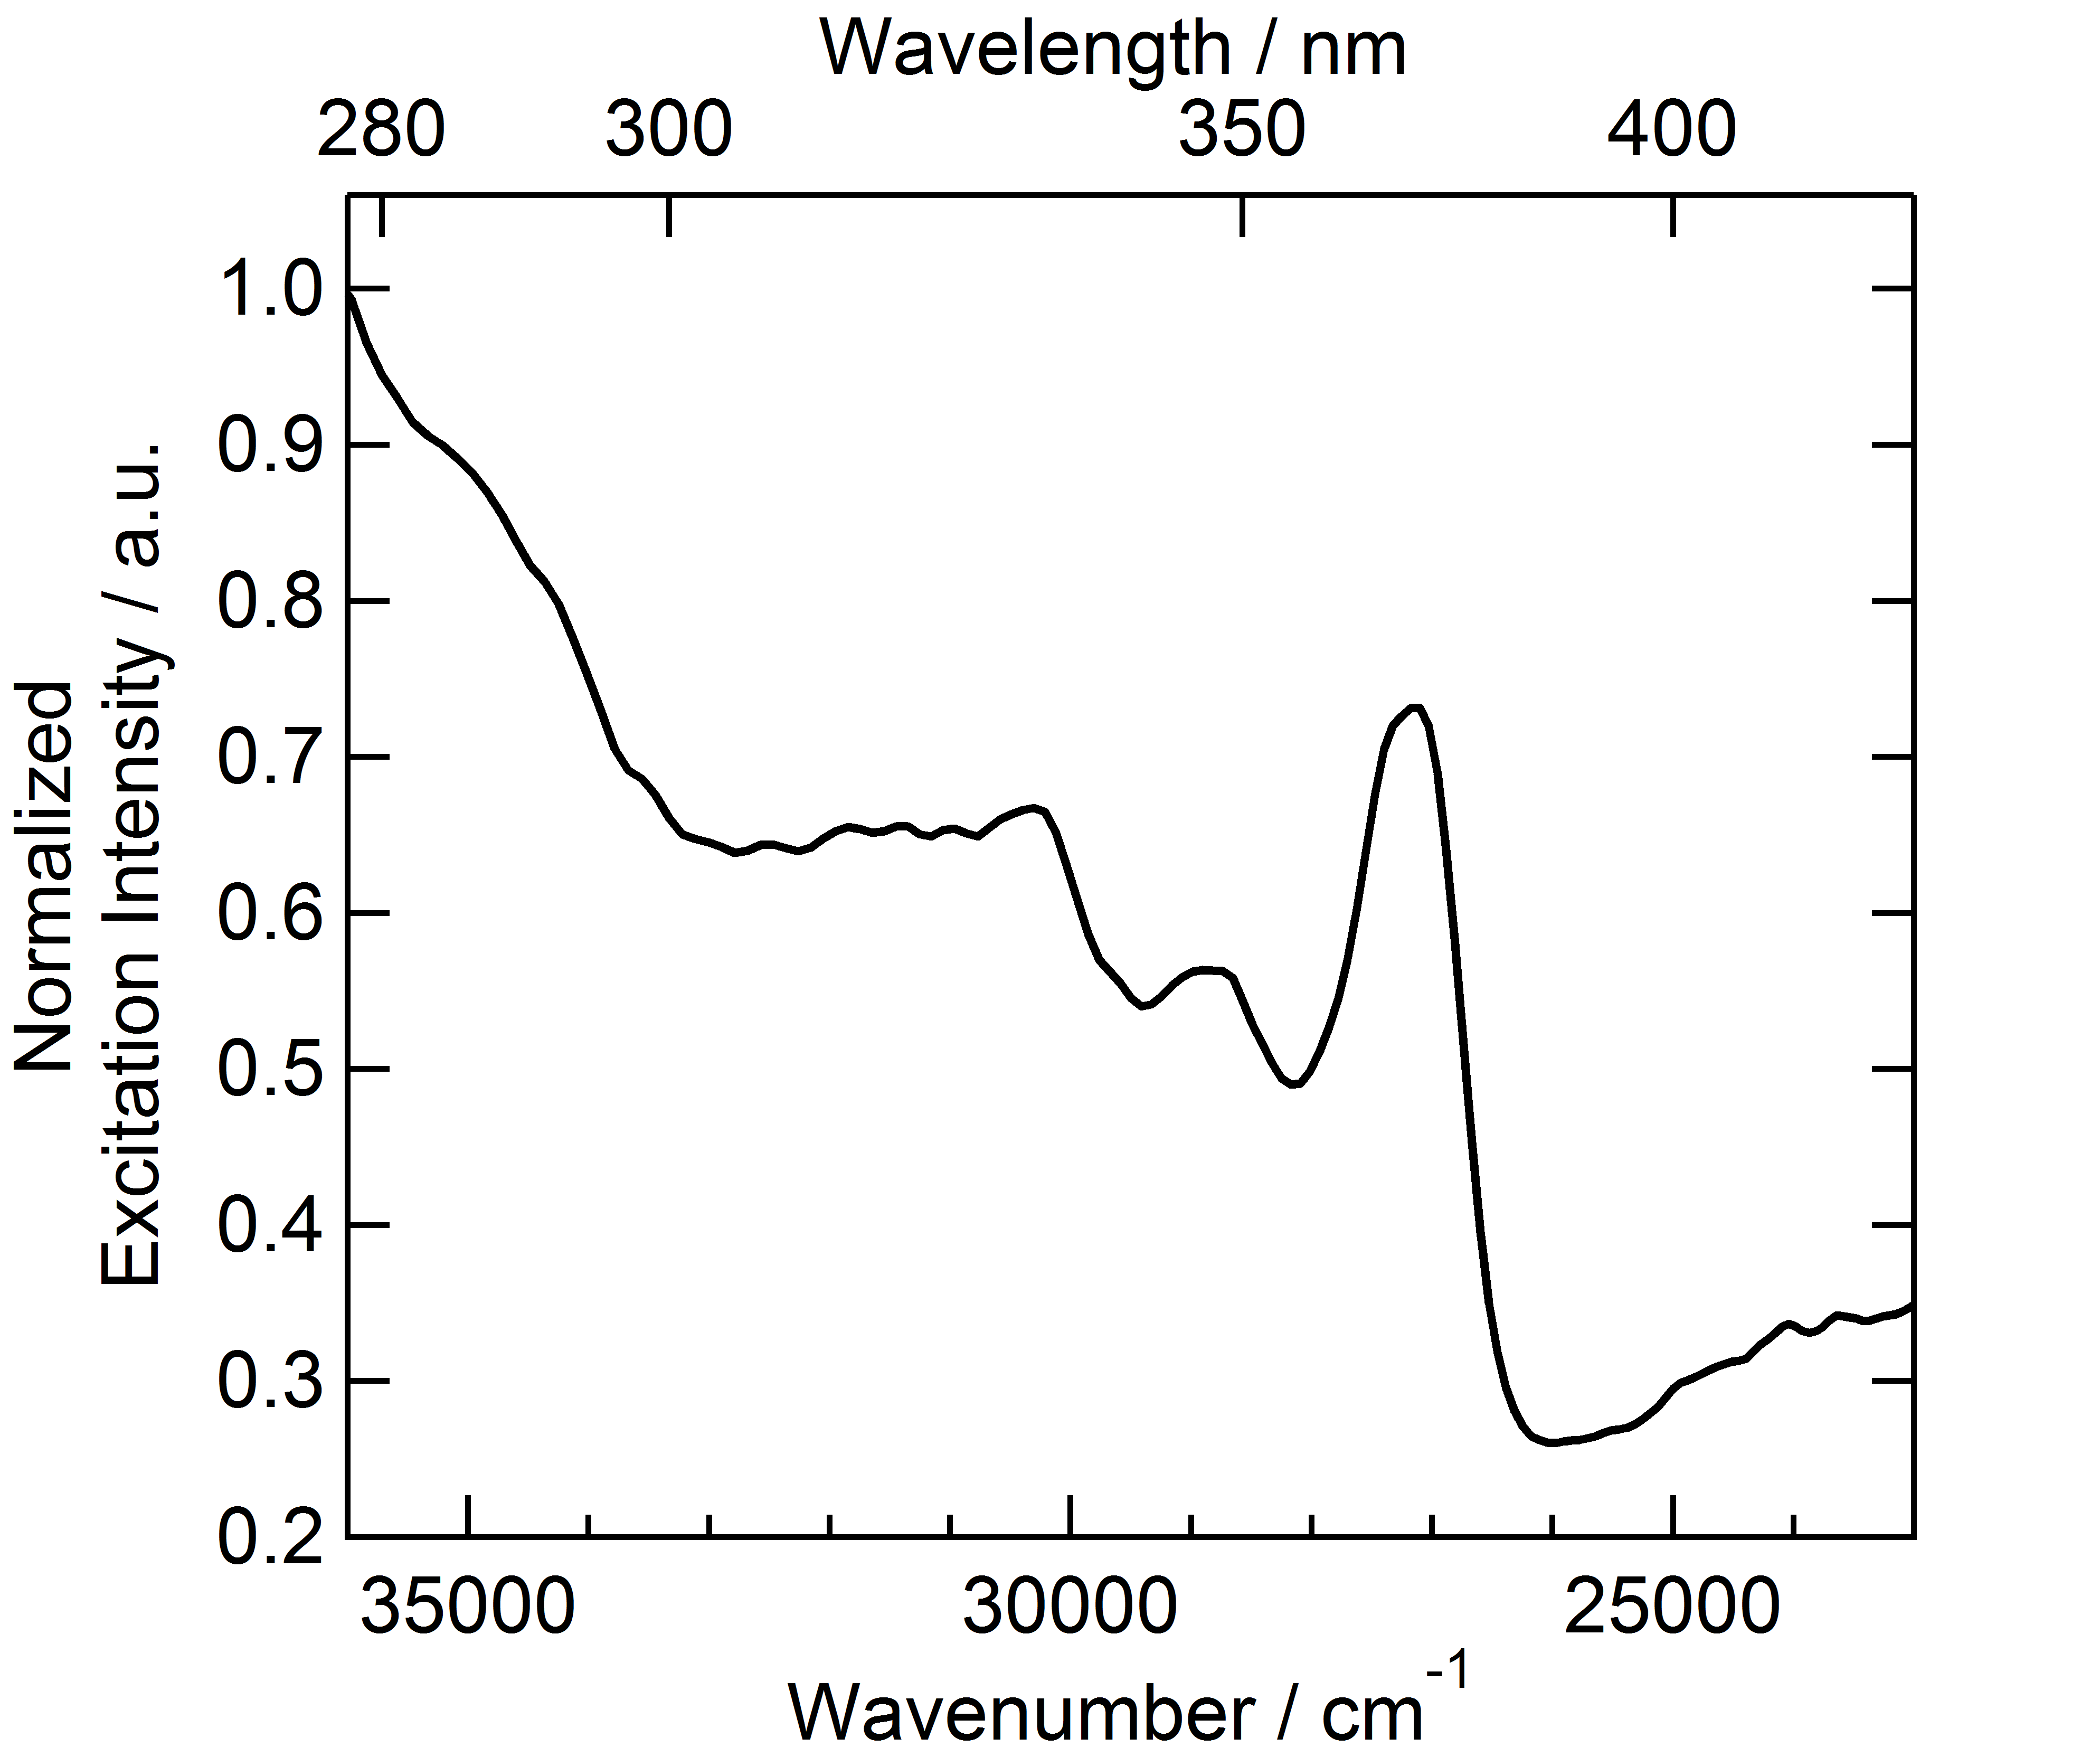 Wavelength / nm
280 300 350 400
1.0
0.9
0.8
0.7
0.6
0.5
0.4
0.3
0.2
Normalized
Excitation Intensity / a.u.
35000 30000 25000
Wavenumber / cm⁻¹